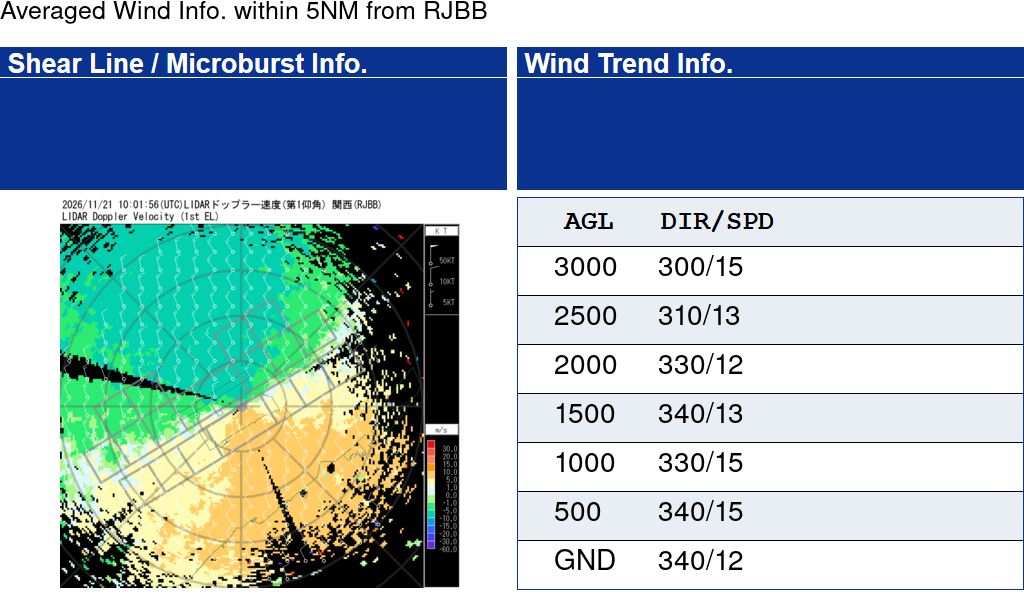 Averaged Wind Info. within 5NM from RJBB
Shear Line / Microburst Info.
Wind Trend Info.
2026/11/21 10:01:56(UTC)LIDARドップラー速度(第1仰角) 関西(RJBB)
LIDAR Doppler Velocity (1st EL)
KT
50KT
10KT
5KT
m/s
30.0
20.0
15.0
10.0
5.0
1.0
0.0
-1.0
-5.0
-10.0
-15.0
-20.0
-30.0
-60.0
AGL DIR/SPD
3000 300/15
2500 310/13
2000 330/12
1500 340/13
1000 330/15
500 340/15
GND 340/12